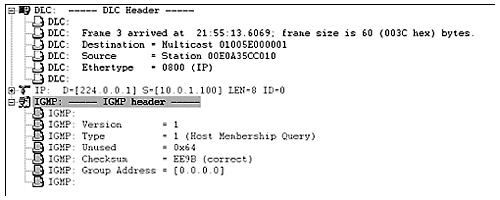 DLC: ----- DLC Header -----
DLC:
DLC: Frame 3 arrived at 21:55:13.6069; frame size is 60 (003C hex) bytes.
DLC: Destination = Multicast 01005E000001
DLC: Source = Station 00E0A35CC010
DLC: Ethertype = 0800 (IP)
DLC:
IP: D=[224.0.0.1] S=[10.0.1.100] LEN=8 ID=0
IGMP: ----- IGMP header -----
IGMP:
IGMP: Version = 1
IGMP: Type = 1 (Host Membership Query)
IGMP: Unused = 0x64
IGMP: Checksum = EE9B (correct)
IGMP: Group Address = [0.0.0.0]
IGMP: